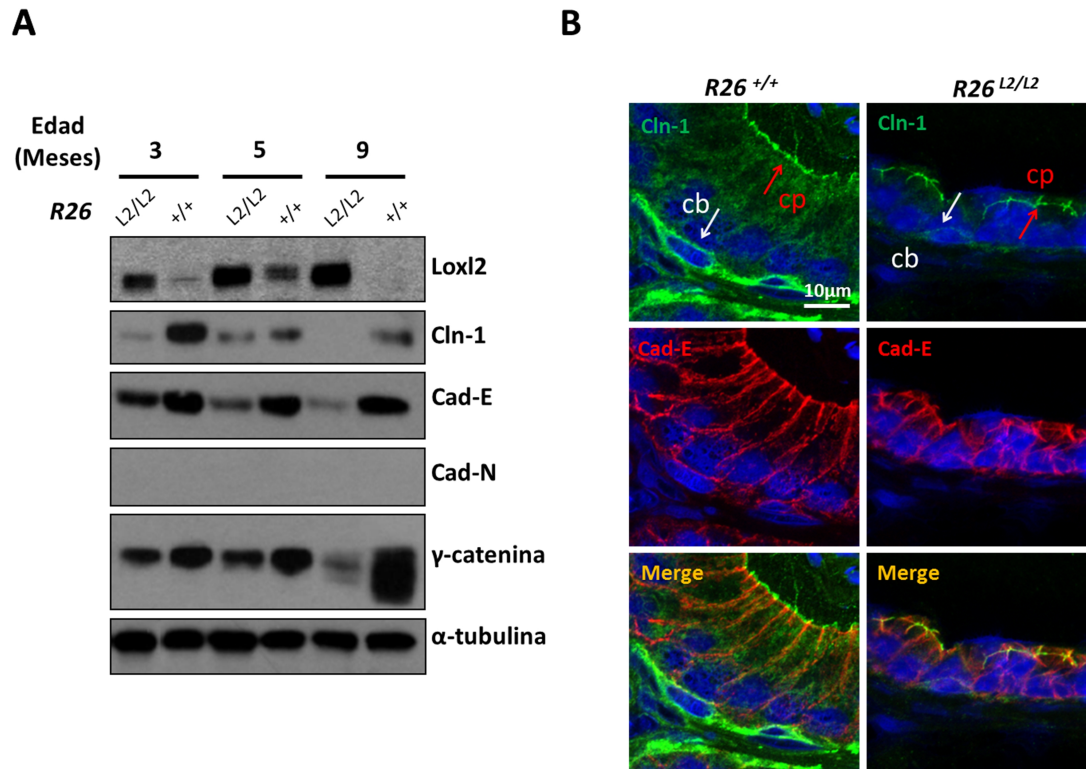 A
Edad
(Meses)
3 5 9
R26
L2/L2 +/+ L2/L2 +/+ L2/L2 +/+
Loxl2
Cln-1
Cad-E
Cad-N
γ-catenina
α-tubulina
B
R26 +/+ R26 L2/L2
Cln-1
cp
cb
10µm
Cln-1
cp
cb
Cad-E
Cad-E
Merge
Merge